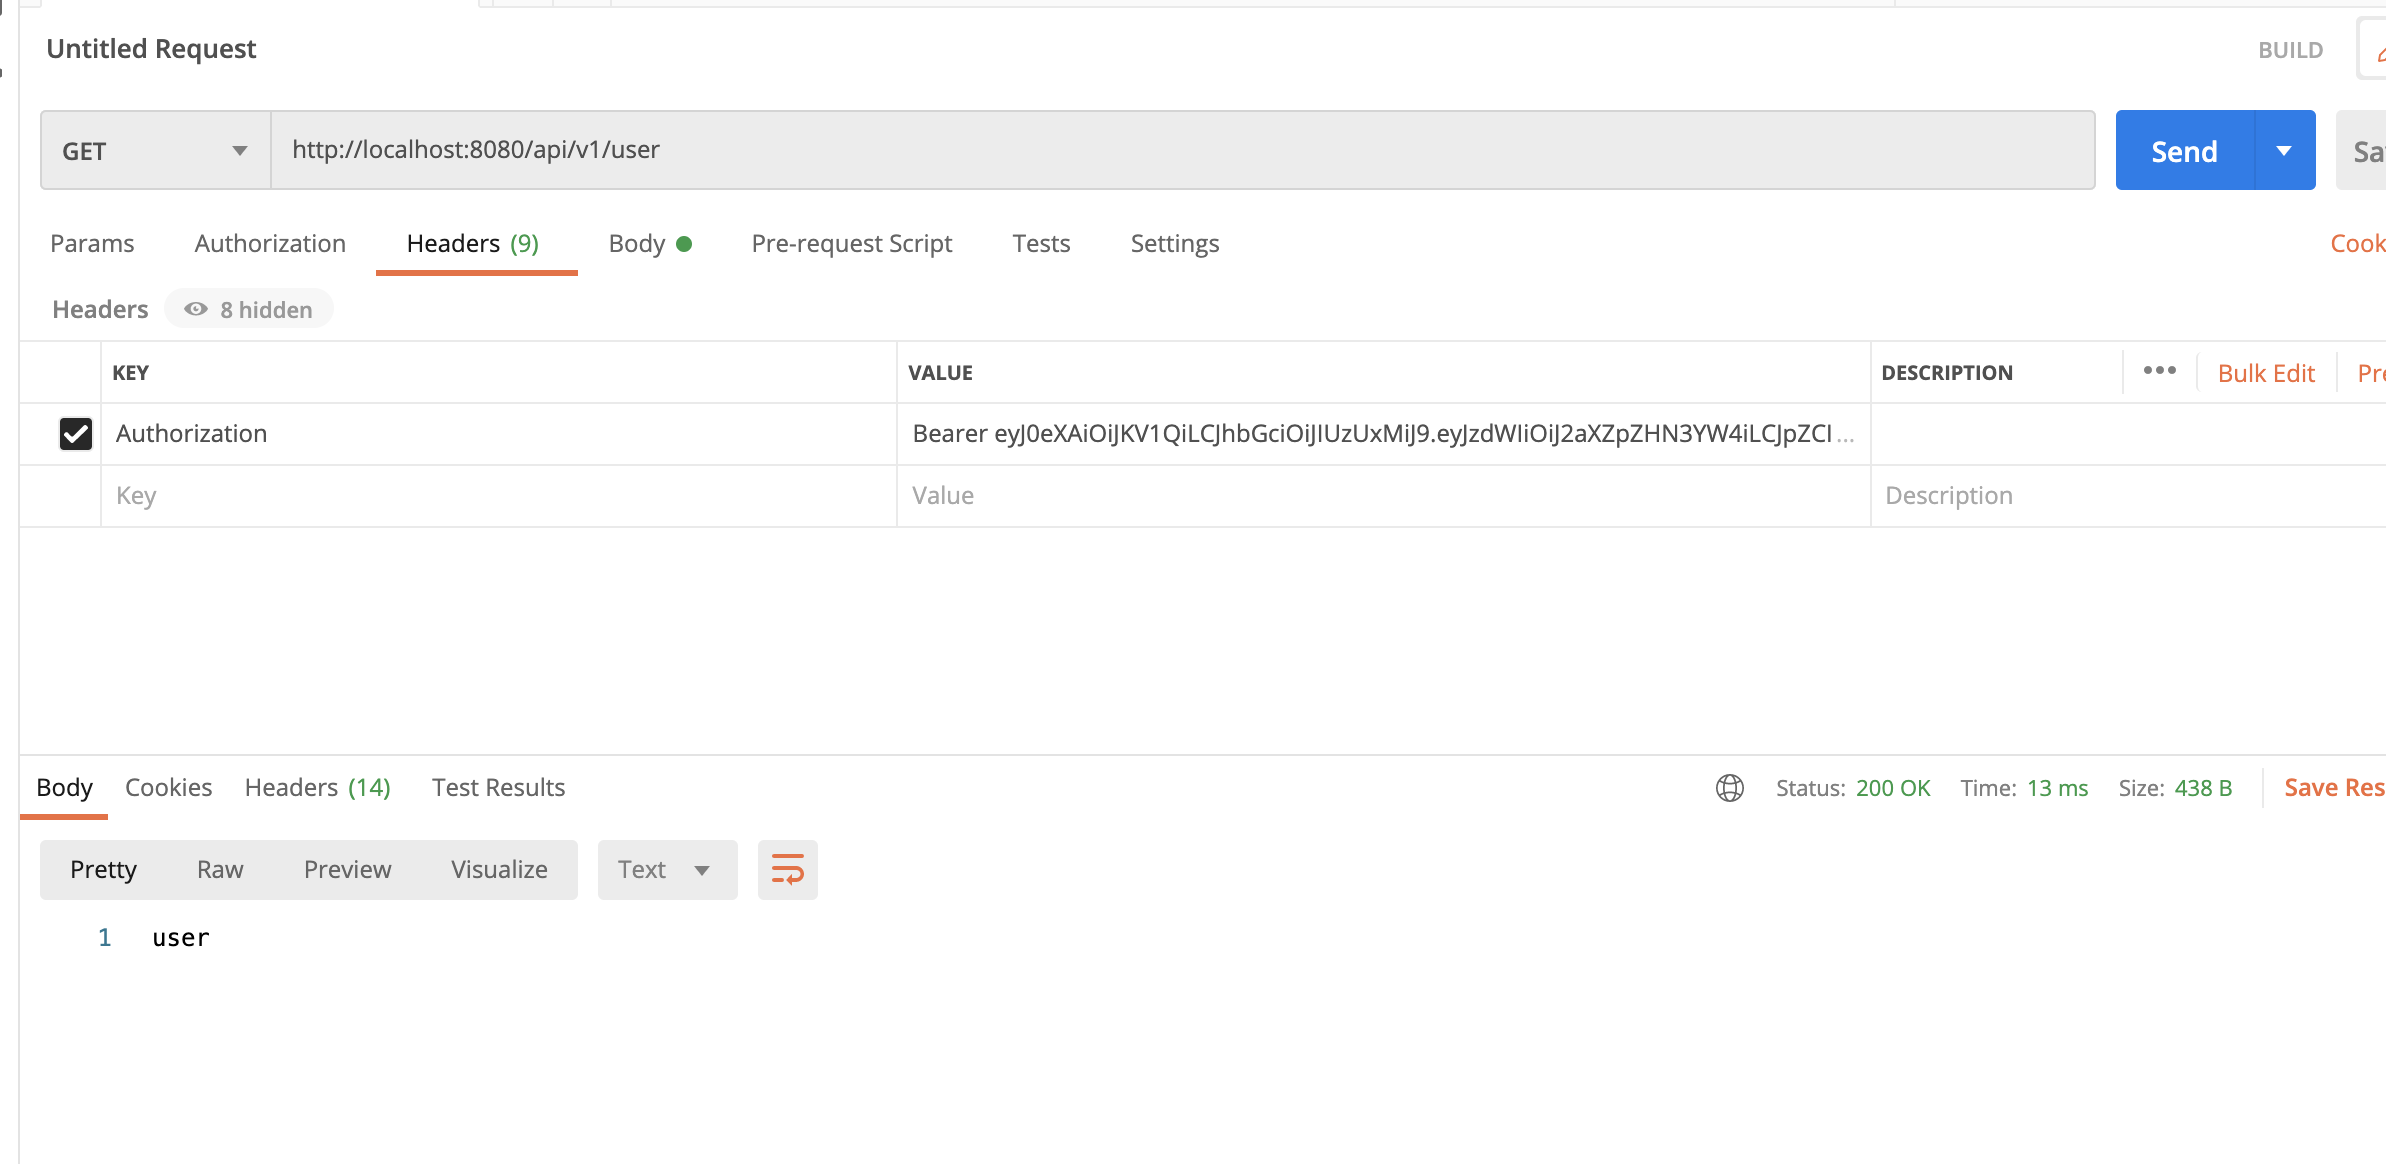 Untitled Request
BUILD
GET
http://localhost:8080/api/v1/user
Send
Params Authorization Headers (9) Body Pre-request Script Tests Settings
Headers 8 hidden
KEY VALUE DESCRIPTION ••• Bulk Edit
Authorization Bearer eyJ0eXAiOiJKV1QiLCJhbGciOiJIUzUxMiJ9.eyJzdWIiOiJ2aXZpZHN3YW4iLCJpZCI ...
Key Value Description
Body Cookies Headers (14) Test Results
Status: 200 OK Time: 13 ms Size: 438 B Save Res
Pretty Raw Preview Visualize Text
1 user